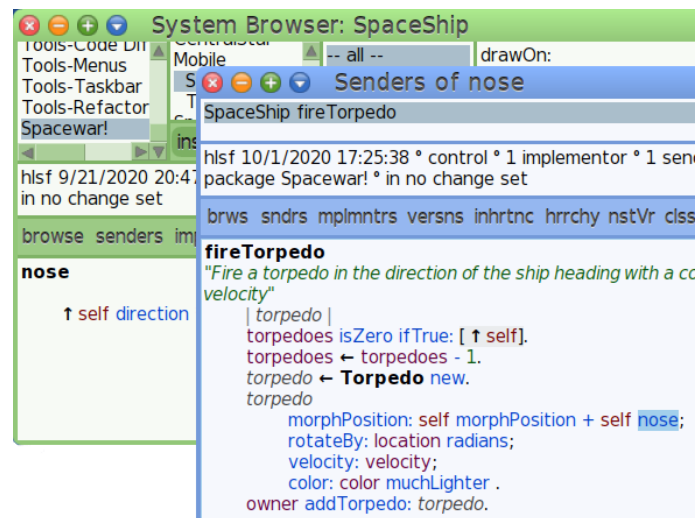 System Browser: SpaceShip
Tools-Menus
Tools-Taskbar
Tools-Refactor
Spacewar!
Mobile
-- all --
drawOn:
hlsf 9/21/2020 20:47
in no change set
browse senders
nose
↑ self direction
Senders of nose
SpaceShip fireTorpedo
hlsf 10/1/2020 17:25:38 ° control ° 1 implementor ° 1
package Spacewar! ° in no change set
brws sndrs mplmntrs versns inhrtnc hrrchy nstVr clss
fireTorpedo
"Fire a torpedo in the direction of the ship heading with a
velocity"
| torpedo |
torpedoes isZero ifTrue: [ ↑ self].
torpedoes ← torpedoes - 1.
torpedo ← Torpedo new.
torpedo
morphPosition: self morphPosition + self nose;
rotateBy: location radians;
velocity: velocity;
color: color muchLighter .
owner addTorpedo: torpedo.